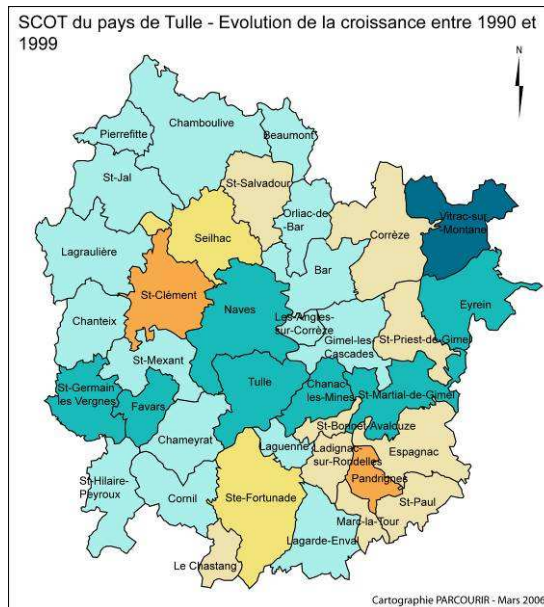 SCOT du pays de Tulle - Evolution de la croissance entre 1990 et
1999
N
Chamboulive
Pierrefitte
Beaumont
St-Jal
St-Salvadour
Orliac-de-
Bar
Vitrac-sur
-Montane
Corrèze
Seilhac
Lagraulière
Bar
St-Clément
Naves
Eyrein
Chanteix
Les-Angles
-sur-Corrèze
Gimel-les-
Cascades
St-Priest-de-Gimel
St-Mexant
Tulle
Chanac-
les-Mines
St-Martial-de-Gimel
St-Germain
les Vergnes
Favars
St-Bonnet-Avalouze
Chameyrat
Laguenne
Ladignac-
sur-Rondelles
Espagnac
Pandrignes
St-Hilaire-
Peyroux
Cornil
Ste-Fortunade
St-Paul
Marc-la-Tour
Lagarde-Enval
Le Chastang
Cartographie PARCOURIR - Mars 2006